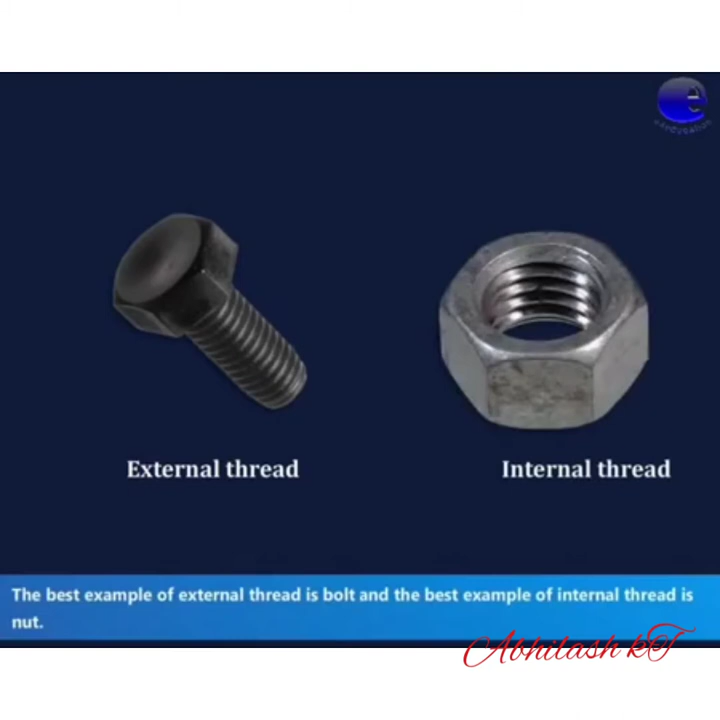 External thread
Internal thread
The best example of external thread is bolt and the best example of internal thread is
nut.
Abhilash kT